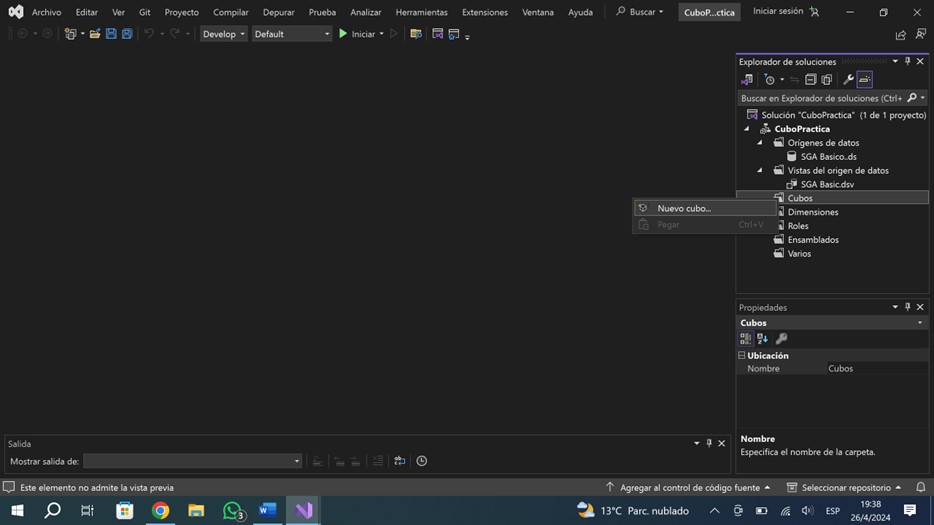 Archivo Editar Ver Git Proyecto Compilar Depurar Prueba Analizar Herramientas Extensiones Ventana Ayuda Buscar CuboP...ctica Iniciar sesión
Develop Default Iniciar
Explorador de soluciones
Buscar en Explorador de soluciones (Ctrl+
Solución "CuboPractica" (1 de 1 proyecto)
CuboPractica
Orígenes de datos
SGA Basico..ds
Vistas del origen de datos
SGA Basic.dsv
Cubos
Nuevo cubo...
Dimensiones
Pegar Ctrl+V
Roles
Ensamblados
Varios
Propiedades
Cubos
Ubicación
Nombre Cubos
Nombre
Especifica el nombre de la carpeta.
Salida
Mostrar salida de:
Este elemento no admite la vista previa
Agregar al control de código fuente
Seleccionar repositorio
3
13°C Parc. nublado
ESP
19:38
26/4/2024